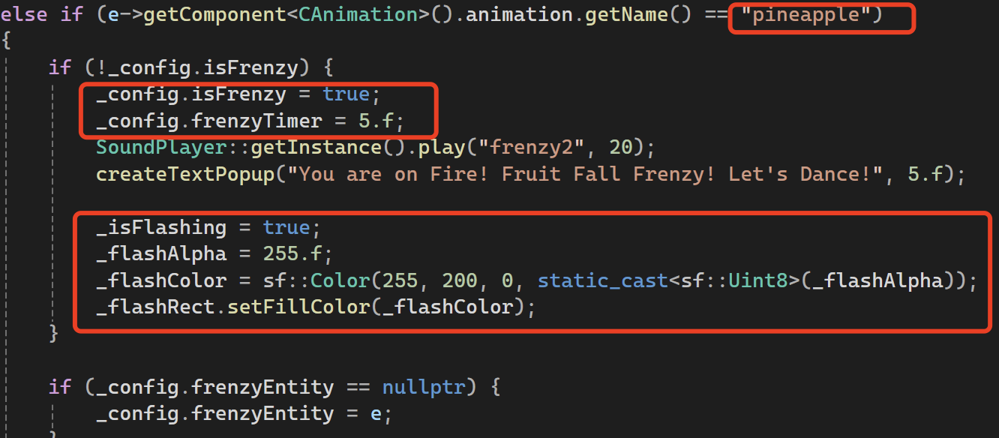 else if (e->getComponent<CAnimation>().animation.getName() == "pineapple")
{
if (!_config.isFrenzy) {
_config.isFrenzy = true;
_config.frenzyTimer = 5.f;
SoundPlayer::getInstance().play("frenzy2", 20);
createTextPopup("You are on Fire! Fruit Fall Frenzy! Let's Dance!", 5.f);
_isFlashing = true;
_flashAlpha = 255.f;
_flashColor = sf::Color(255, 200, 0, static_cast<sf::Uint8>(_flashAlpha));
_flashRect.setFillColor(_flashColor);
}
if (_config.frenzyEntity == nullptr) {
_config.frenzyEntity = e;
}